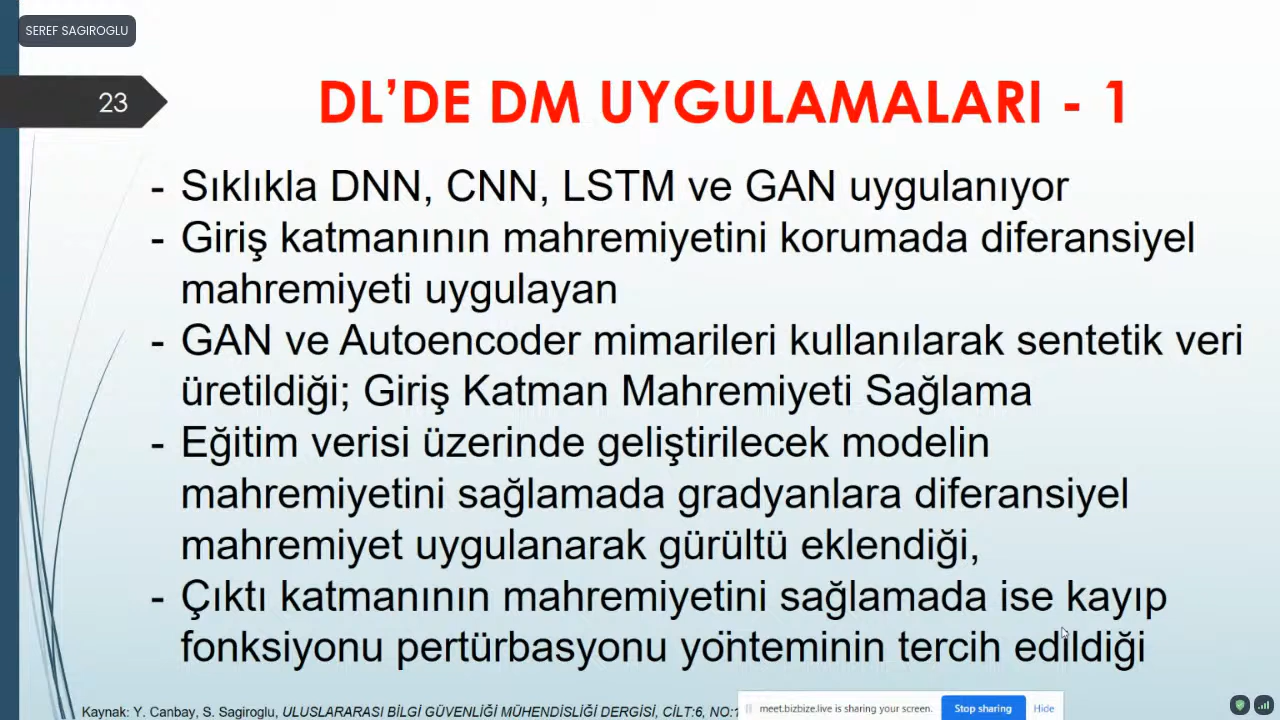 SEREF SAGIROGLU
23
DL’DE DM UYGULAMALARI - 1
- Sıklıkla DNN, CNN, LSTM ve GAN uygulanıyor
- Giriş katmanının mahremiyetini korumada diferansiyel
mahremiyeti uygulayan
- GAN ve Autoencoder mimarileri kullanılarak sentetik veri
üretildiği; Giriş Katman Mahremiyeti Sağlama
- Eğitim verisi üzerinde geliştirilecek modelin
mahremiyetini sağlamada gradyanlara diferansiyel
mahremiyet uygulanarak gürültü eklendiği,
- Çıktı katmanının mahremiyetini sağlamada ise kayıp
fonksiyonu pertürbasyonu yönteminin tercih edildiği
Kaynak: Y. Canbay, S. Sagiroglu, ULUSLARARASI BİLGİ GÜVENLİĞİ MÜHENDİSLİĞİ DERGİSİ, CİLT:6, NO:
meet.bizbize.live is sharing your screen.
Stop sharing
Hide